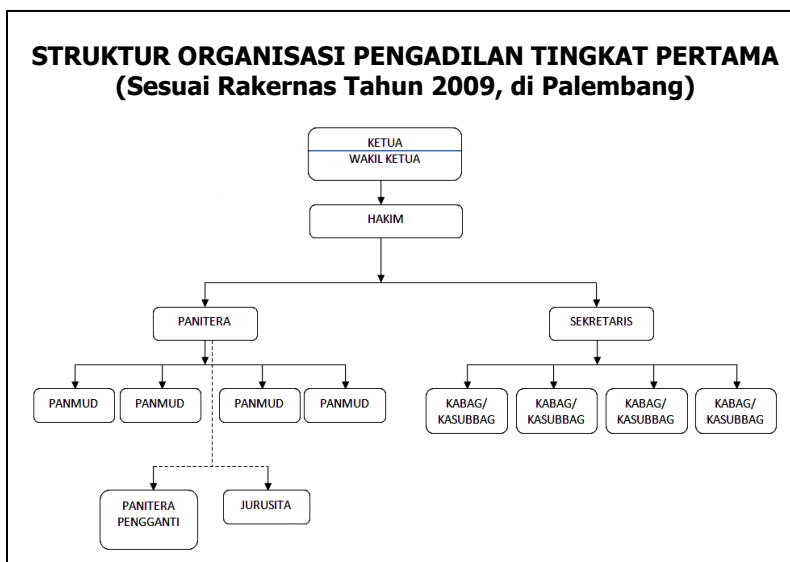 STRUKTUR ORGANISASI PENGADILAN TINGKAT PERTAMA
(Sesuai Rakernas Tahun 2009, di Palembang)
KETUA
WAKIL KETUA
HAKIM
PANITERA
SEKRETARIS
PANMUD
PANMUD
PANMUD
PANMUD
KABAG/
KASUBBAG
KABAG/
KASUBBAG
KABAG/
KASUBBAG
KABAG/
KASUBBAG
PANITERA
PENGGANTI
JURUSITA